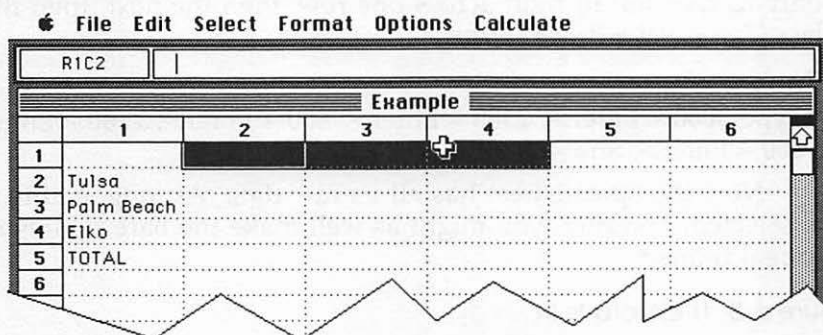 File Edit Select Format Options Calculate
R1C2
Example
1 2 3 4 5 6
1
2 Tulsa
3 Palm Beach
4 Elko
5 TOTAL
6